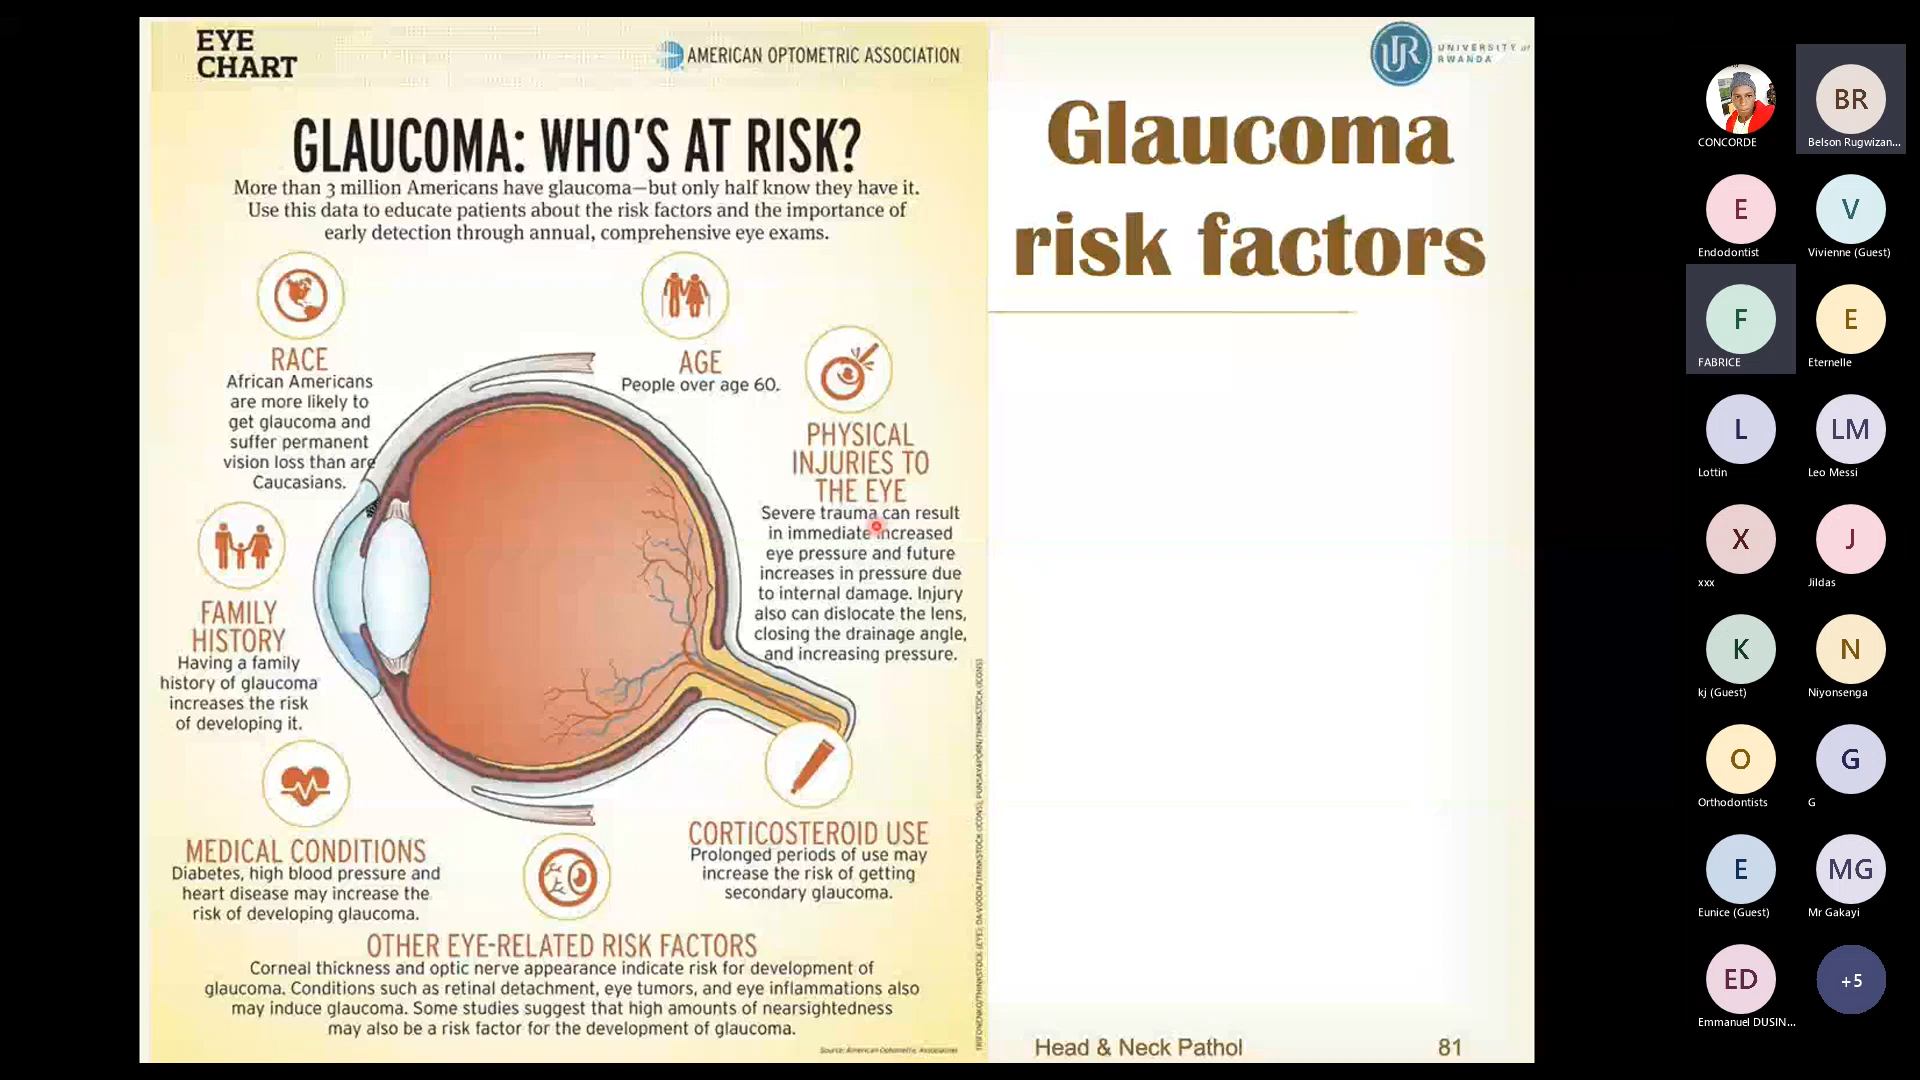 EYE
CHART
AMERICAN OPTOMETRIC ASSOCIATION
GLAUCOMA: WHO'S AT RISK?
More than 3 million Americans have glaucoma—but only half know they have it.
Use this data to educate patients about the risk factors and the importance of
early detection through annual, comprehensive eye exams.
RACE
African Americans
are more likely to
get glaucoma and
suffer permanent
vision loss than are
Caucasians.
AGE
People over age 60.
PHYSICAL
INJURIES TO
THE EYE
Severe trauma can result
in immediate increased
eye pressure and future
increases in pressure due
to internal damage. Injury
also can dislocate the lens,
closing the drainage angle,
and increasing pressure.
FAMILY
HISTORY
Having a family
history of glaucoma
increases the risk
of developing it.
MEDICAL CONDITIONS
Diabetes, high blood pressure and
heart disease may increase the
risk of developing glaucoma.
CORTICOSTEROID USE
Prolonged periods of use may
increase the risk of getting
secondary glaucoma.
OTHER EYE-RELATED RISK FACTORS
Corneal thickness and optic nerve appearance indicate risk for development of
glaucoma. Conditions such as retinal detachment, eye tumors, and eye inflammations also
may induce glaucoma. Some studies suggest that high amounts of nearsightedness
may also be a risk factor for the development of glaucoma.
Source: American Optometric Association
UR
UNIVERSITY of
RWANDA
Glaucoma
risk factors
Head & Neck Pathol
81
CONCORDE
BR
Belson Rugwizan...
E
Endodontist
V
Vivienne (Guest)
F
FABRICE
E
Eternelle
L
Lottin
LM
Leo Messi
X
xxx
J
Jildas
K
kj (Guest)
N
Niyonsenga
O
Orthodontists
G
G
E
Eunice (Guest)
MG
Mr Gakayi
ED
Emmanuel DUSIN...
+5